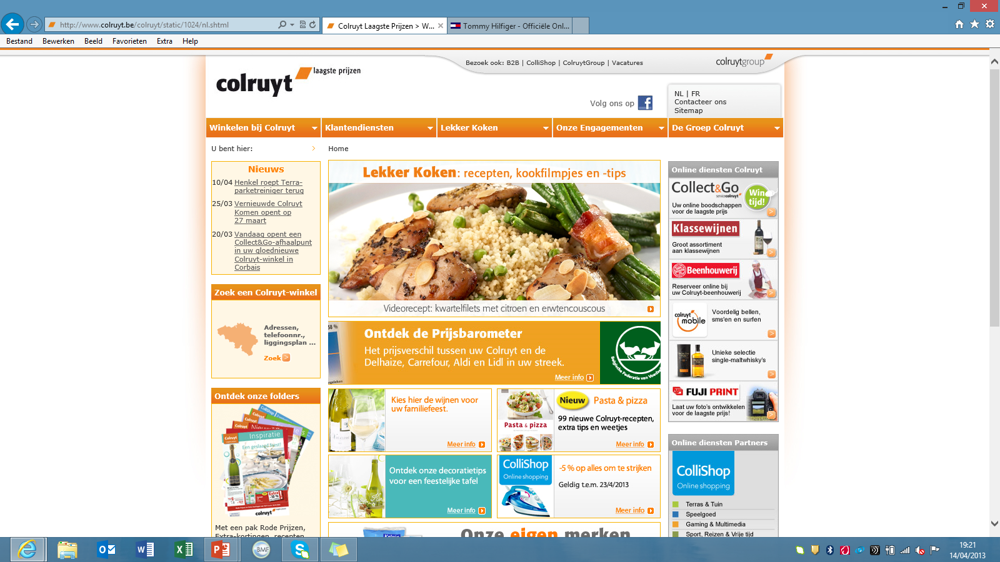 http://www.colruyt.be/colruyt/static/1024/nl.shtml
Colruyt Laagste Prijzen > W...
Tommy Hilfiger - Officiële Onl...
Bestand Bewerken Beeld Favorieten Extra Help
Bezoek ook: B2B | ColliShop | ColruytGroup | Vacatures
colruytgroup
colruyt laagste prijzen
Volg ons op
NL | FR
Contacteer ons
Sitemap
Winkelen bij Colruyt
Klantendiensten
Lekker Koken
Onze Engagementen
De Groep Colruyt
U bent hier:
Home
Nieuws
10/04 Henkel roept Terra-
parketreiniger terug
25/03 Vernieuwde Colruyt
Komen opent op
27 maart
20/03 Vandaag opent een
Collect&Go-afhaalpunt
in uw gloednieuwe
Colruyt-winkel in
Corbais
Zoek een Colruyt-winkel
Adressen,
telefoonnr.,
liggingsplan ...
Zoek
Ontdek onze folders
Inspiratie
Een geslaagd feest!
colruyt
Met een pak Rode Prijzen,
Extra-kortingen, recepten
Lekker Koken: recepten, kookfilmpjes en -tips
Videorecept: kwartelfilets met citroen en erwtencouscous
58 %
Ontdek de Prijsbarometer
Het prijsverschil tussen uw Colruyt en de
Delhaize, Carrefour, Aldi en Lidl in uw streek.
Meer info
Belgische Federatie van Voedse
Kies hier de wijnen voor
uw familiefeest.
Meer info
Pasta & pizza
Nieuw
Pasta & pizza
99 nieuwe Colruyt-recepten,
extra tips en weetjes
Meer info
Ontdek onze decoratietips
voor een feestelijke tafel
Meer info
ColliShop
Online shopping
-5 % op alles om te strijken
Geldig t.e.m. 23/4/2013
Meer info
Onze eigen merken
Online diensten Colruyt
Collect&Go
service colruyt
Win
tijd!
Uw online boodschappen
voor de laagste prijs
Klassewijnen
Groot assortiment
aan klassewijnen
Beenhouwerij
Reserveer online bij
uw Colruyt-beenhouwerij
colruyt
mobile
Voordelig bellen,
sms'en en surfen
Unieke selectie
single-maltwhisky's
FUJI PRINT
Laat uw foto's ontwikkelen
voor de laagste prijs!
Online diensten Partners
ColliShop
Online shopping
Terras & Tuin
Speelgoed
Gaming & Multimedia
Sport, Reizen & Vrije tijd
BMF
19:21
14/04/2013